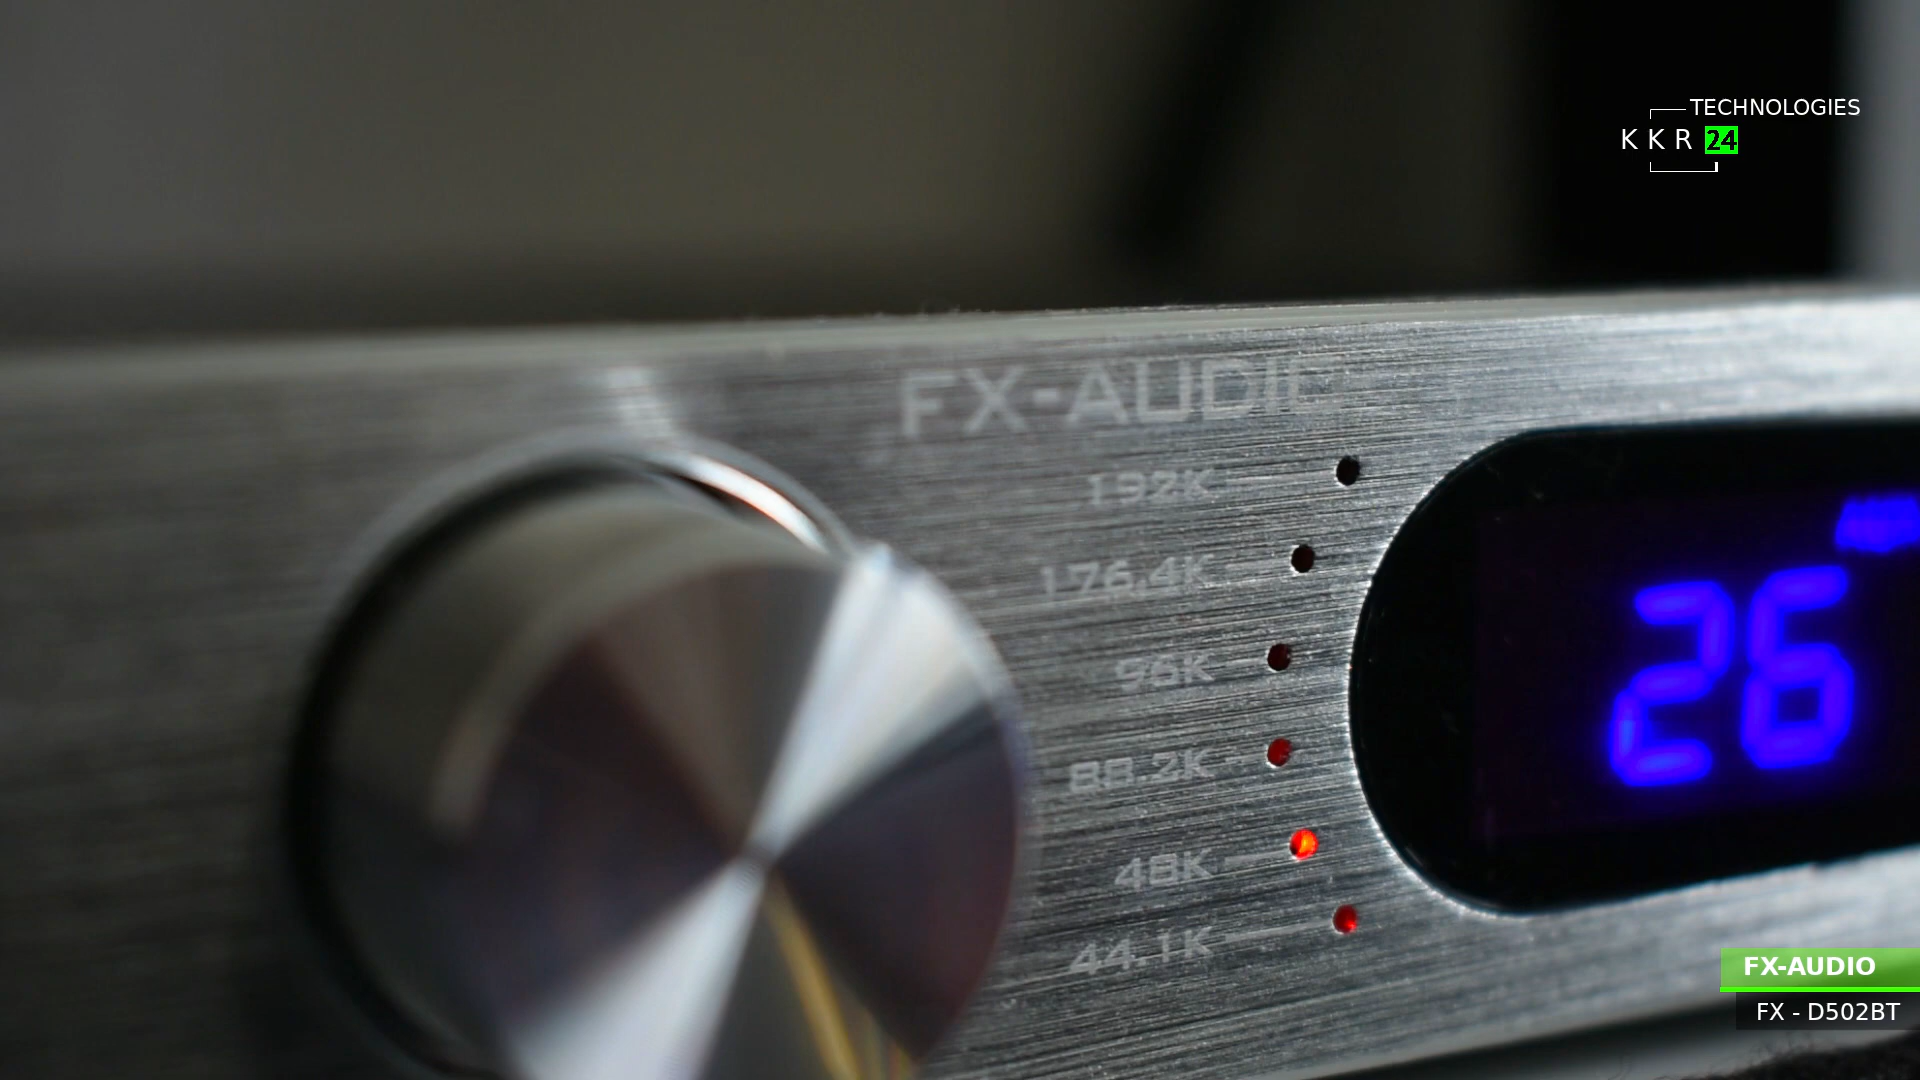 TECHNOLOGIES
KKR 24
FX-AUDIO
192K
176.4K
96K
88.2K
48K
44.1K
26
FX-AUDIO
FX - D502BT